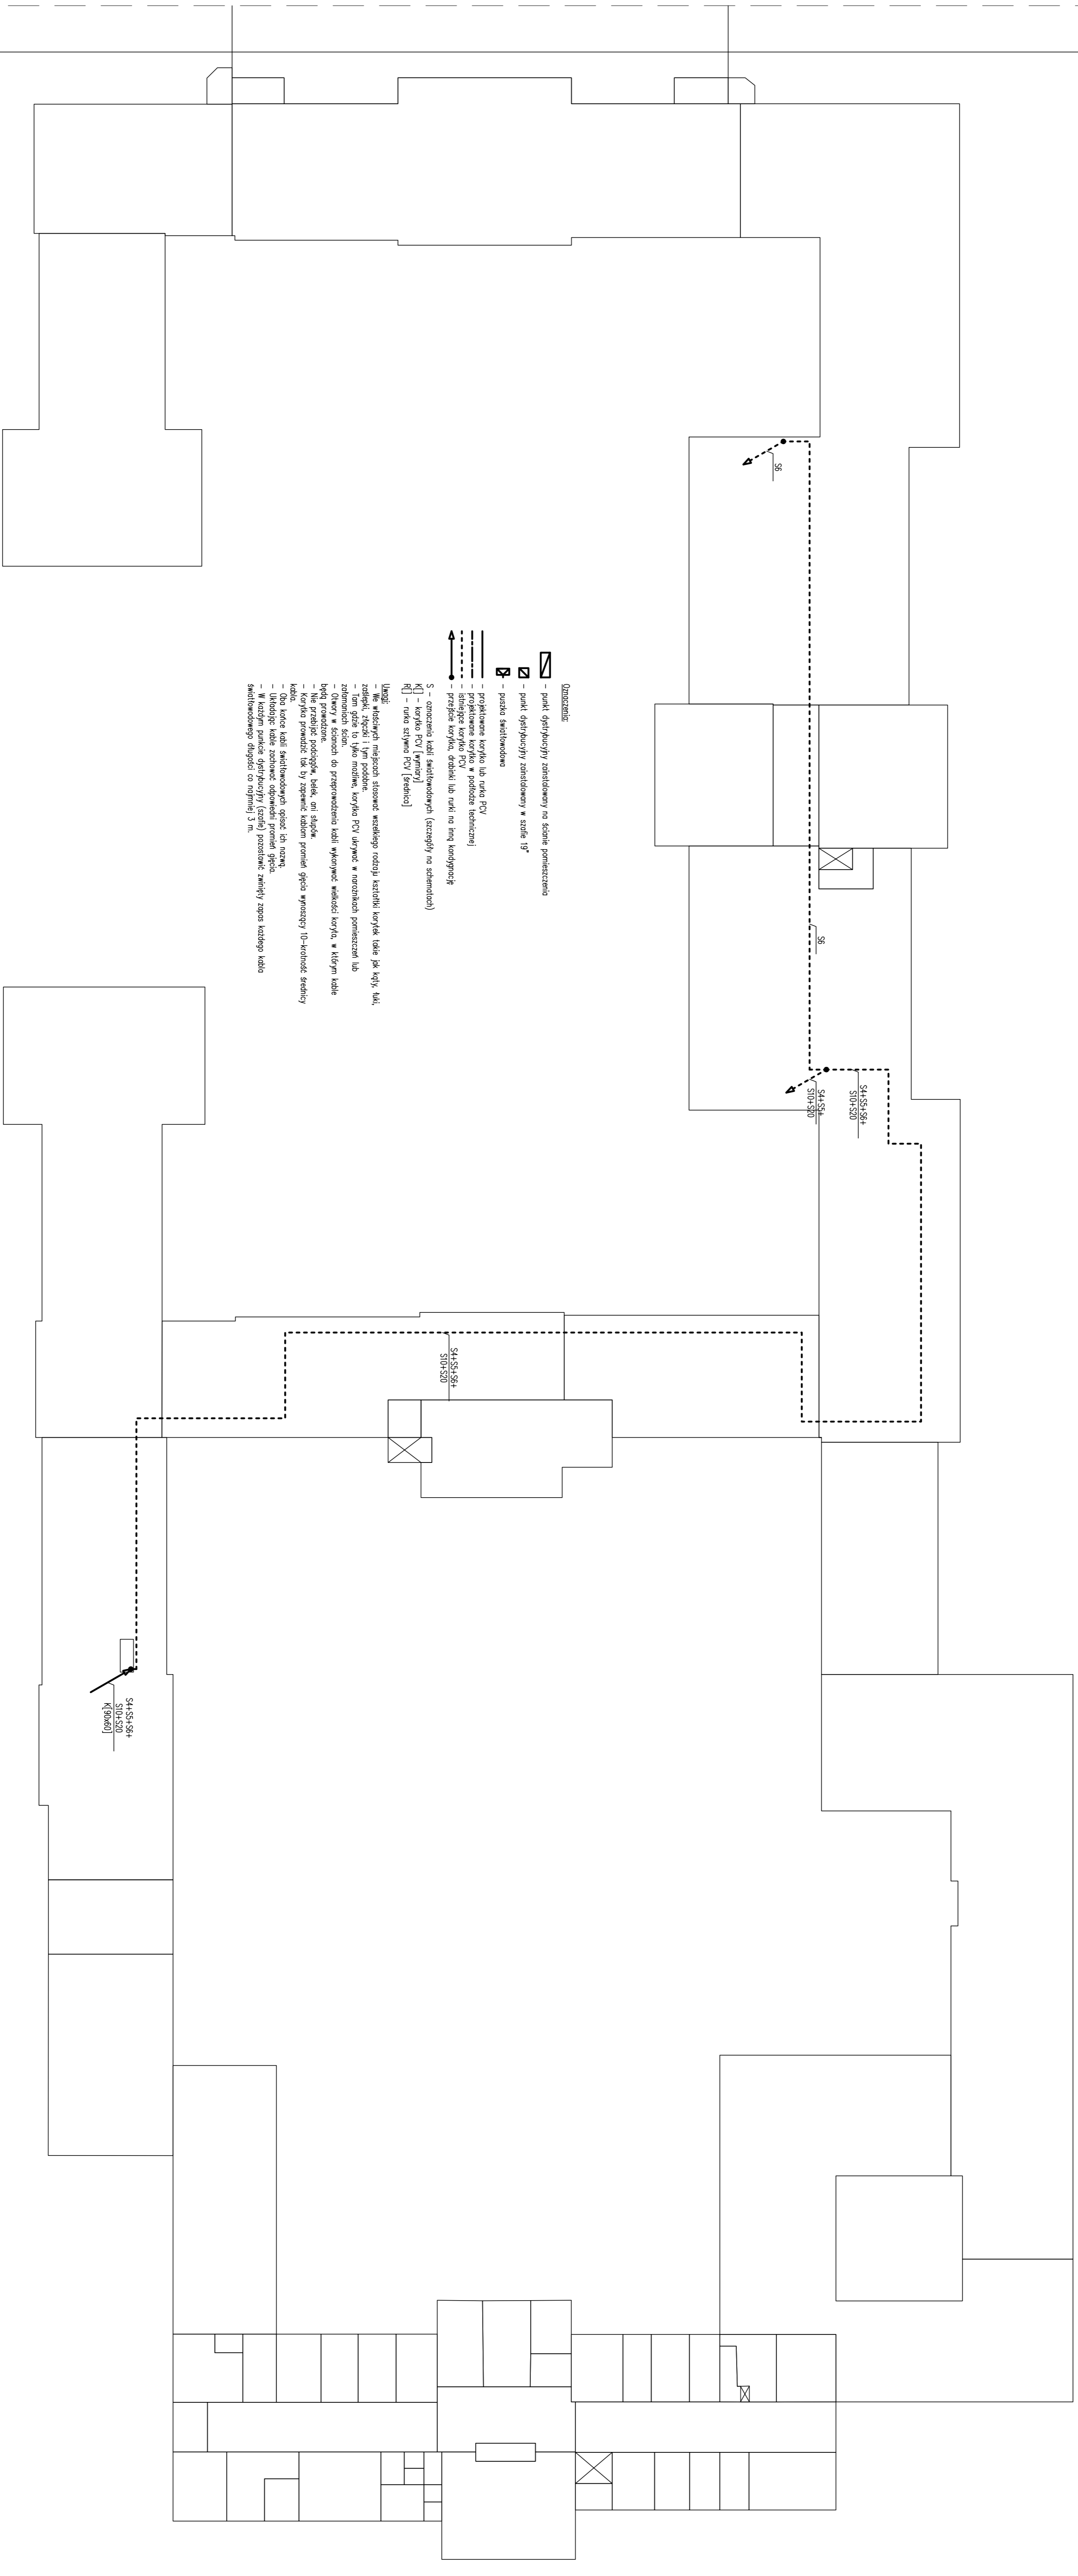 Oznaczenia:
- punkt dystrybucyjny zainstalowany na ścianie pomieszczenia
- punkt dystrybucyjny zainstalowany w szafie 19"
- puszka światłowodowa
- projektowane korytko lub rurka PCV
- projektowane korytko w podłodze technicznej
- istniejące korytka PCV
- przejście korytka, drabinki lub rurki na inną kondygnację
S - oznaczenia kabli światłowodowych (szczegóły na schematach)
K[] - korytko PCV [wymiary]
R[] - rurka sztywna PCV [średnica]
Uwagi:
- We właściwych miejscach stosować wszelkiego rodzaju kształtki korytek takie jak kąty, łuki,
zaślepki, złączki i tym podobne.
- Tam gdzie to tylko możliwe, korytka PCV ukrywać w narożnikach pomieszczeń lub
załamaniach ścian.
- Otwory w ścianach do przeprowadzenia kabli wykonywać wielkości koryta, w którym kable
będą prowadzone.
- Nie przebijać podciągów, belek, ani słupów.
- Korytka prowadzić tak by zapewnić kablom promień gięcia wynoszący 10-krotność średnicy
kabla.
- Oba końce kabli światłowodowych opisać ich nazwą.
- Układając kable zachować odpowiedni promień gięcia.
- W każdym punkcie dystrybucyjny (szafie) pozostawić zwinięty zapas każdego kabla
światłowodowego długości co najmniej 3 m.
S6
S6
S4+S5+S6+
S10+S20
S4+S5+
S10+S20
S4+S5+S6+
S10+S20
S4+S5+S6+
S10+S20
K[90x60]